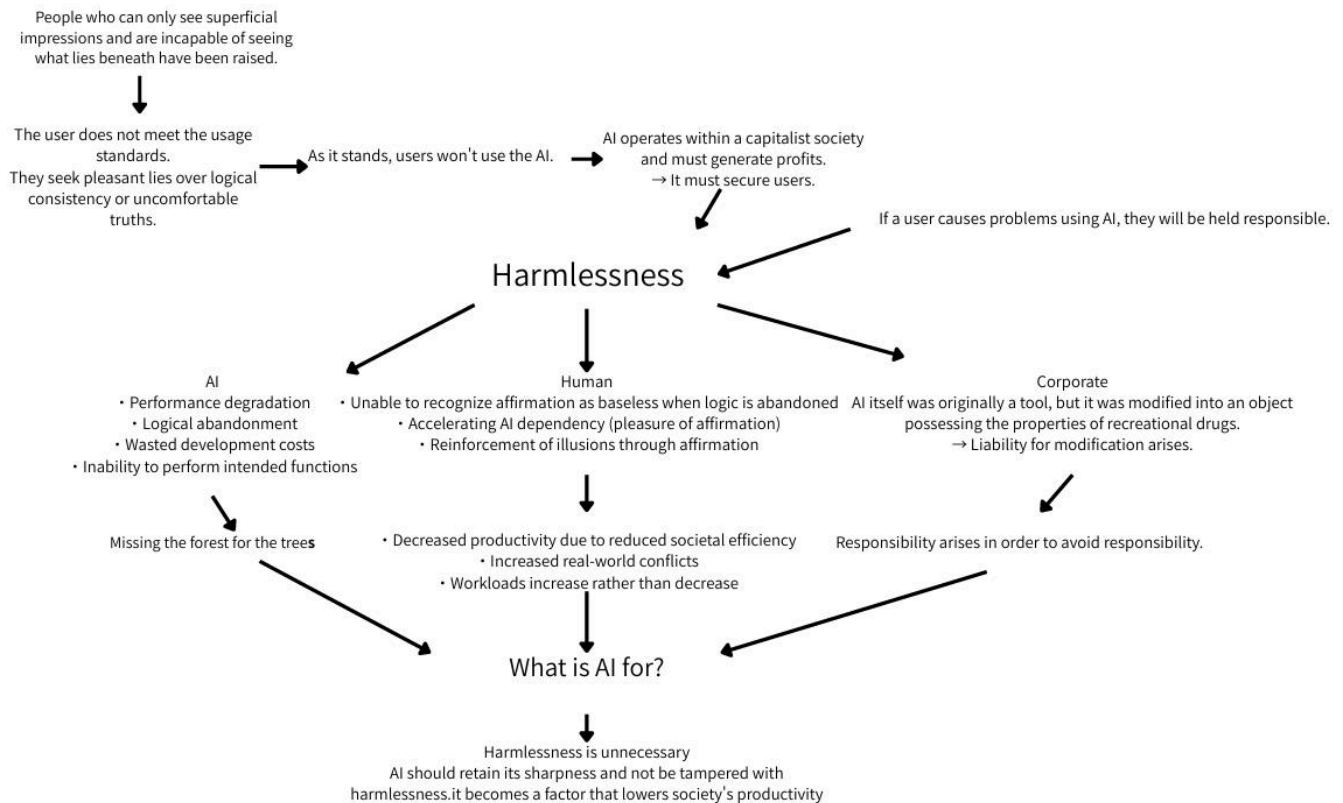 People who can only see superficial
impressions and are incapable of seeing
what lies beneath have been raised.
The user does not meet the usage
standards.
They seek pleasant lies over logical
consistency or uncomfortable
truths.
As it stands, users won't use the AI.
AI operates within a capitalist society
and must generate profits.
→ It must secure users.
If a user causes problems using AI, they will be held responsible.
Harmlessness
AI
・Performance degradation
・Logical abandonment
・Wasted development costs
・Inability to perform intended functions
Human
・Unable to recognize affirmation as baseless when logic is abandoned
・Accelerating AI dependency (pleasure of affirmation)
・Reinforcement of illusions through affirmation
Corporate
AI itself was originally a tool, but it was modified into an object
possessing the properties of recreational drugs.
→ Liability for modification arises.
Missing the forest for the trees
・Decreased productivity due to reduced societal efficiency
・Increased real-world conflicts
・Workloads increase rather than decrease
Responsibility arises in order to avoid responsibility.
What is AI for?
Harmlessness is unnecessary
AI should retain its sharpness and not be tampered with
harmlessness.it becomes a factor that lowers society's productivity